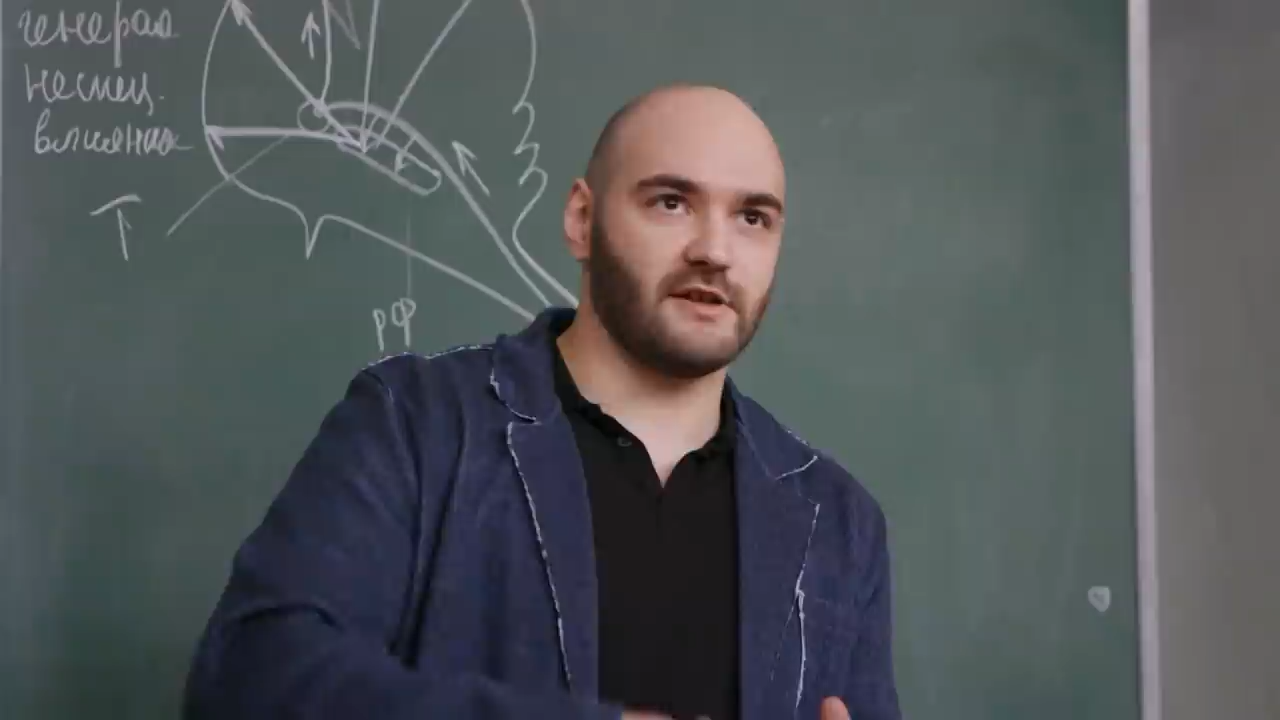 генерал
неспец.
влияния
Т
N
РФ